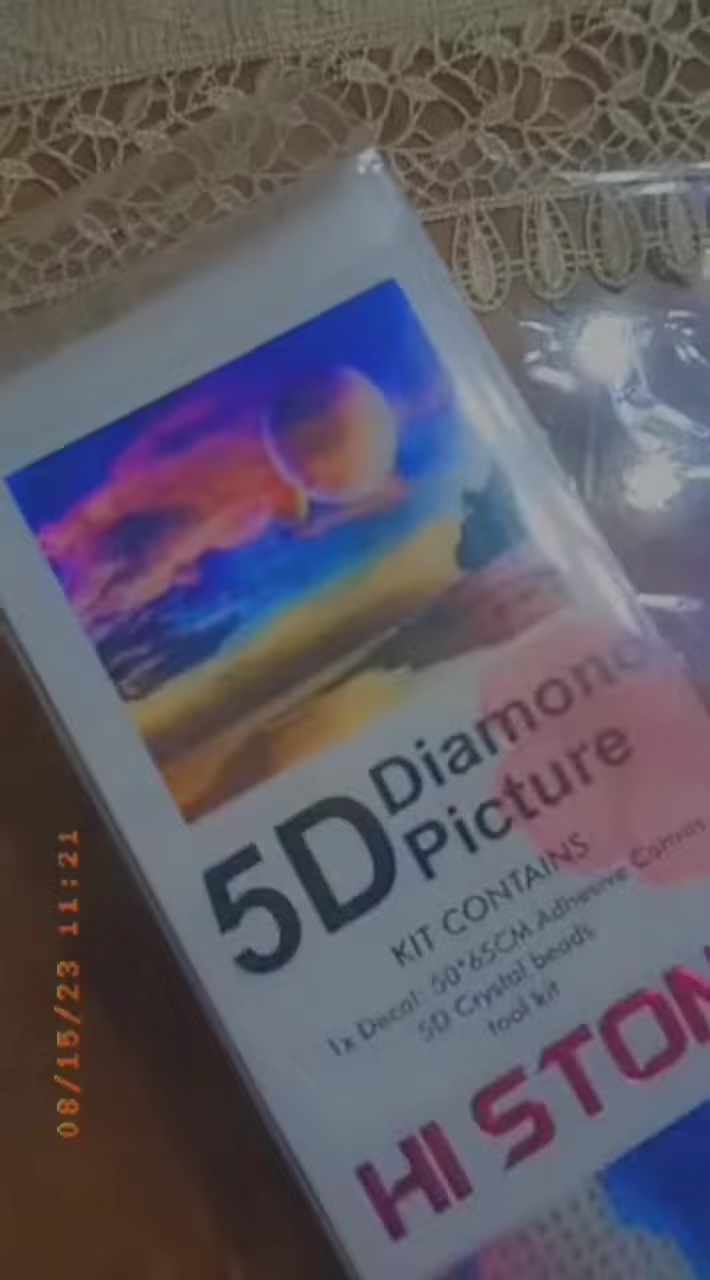 5D Diamond
Picture
KIT CONTAINS
1x Decal: 60*65CM Adhesive Canvas
5D Crystal beads
tool kit
HI STON
08/15/23 11:21